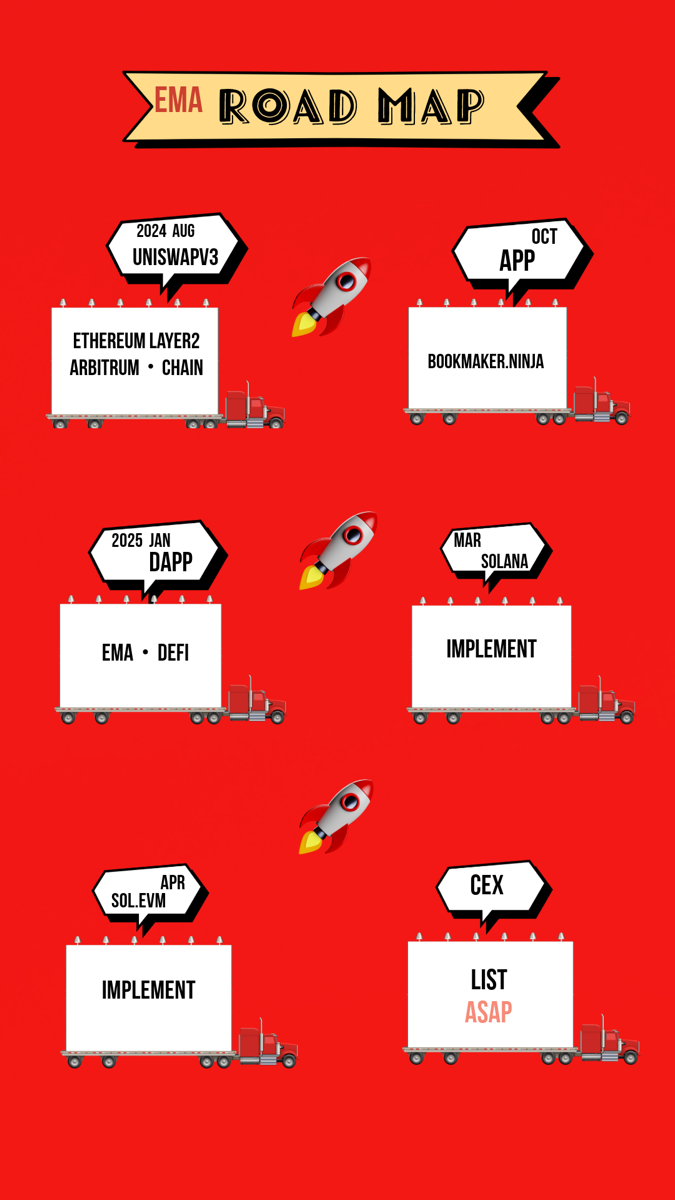 EMA ROAD MAP
2024 AUG
UNISWAPV3
ETHEREUM LAYER2
ARBITRUM • CHAIN
OCT
APP
BOOKMAKER.NINJA
2025 JAN
DAPP
EMA • DEFI
MAR
SOLANA
IMPLEMENT
APR
SOL.EVM
IMPLEMENT
CEX
LIST
ASAP